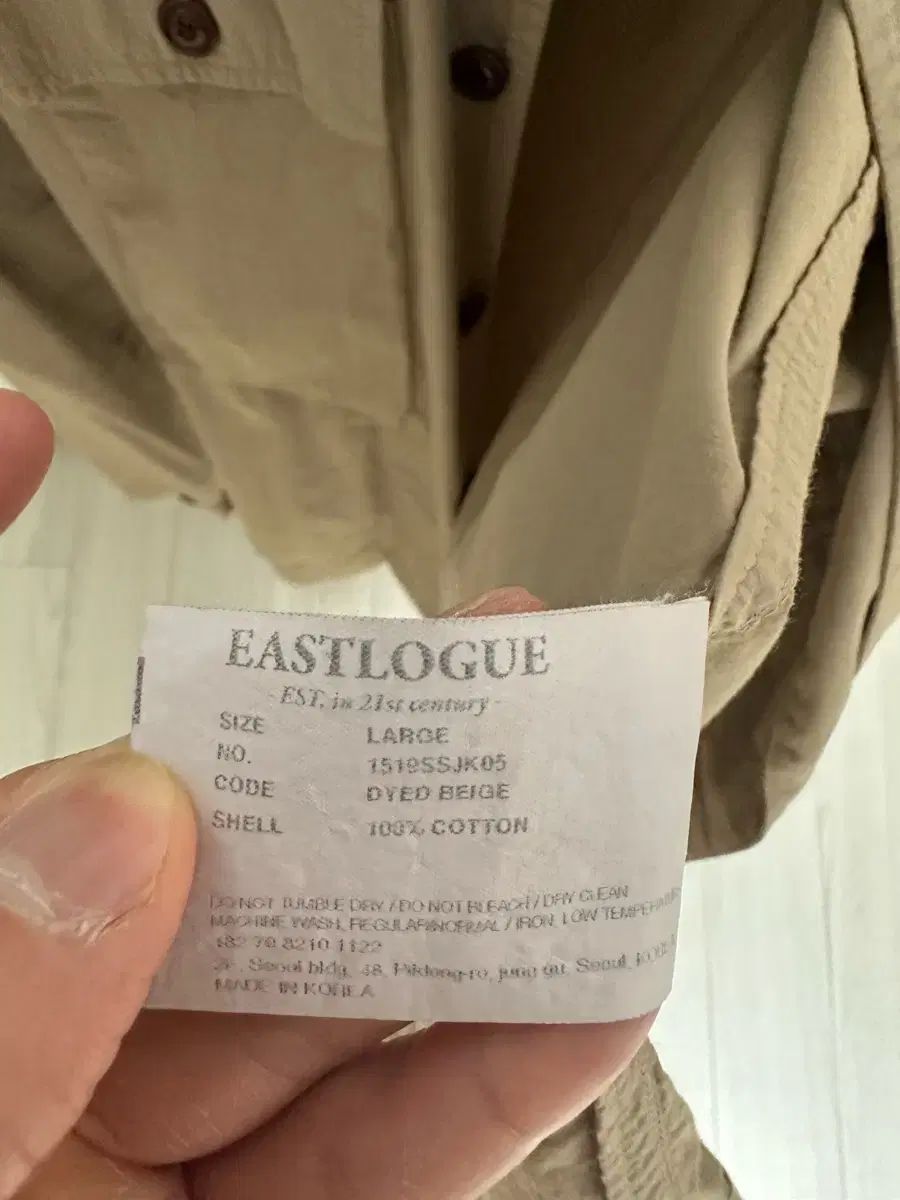 EASTLOGUE
- EST. in 21st century -
SIZE LARGE
NO. 1519SSJK05
CODE DYED BEIGE
SHELL 100% COTTON
DO NOT TUMBLE DRY / DO NOT BLEACH / DRY CLEAN
MACHINE WASH, REGULAR/NORMAL / IRON, LOW
+82 70 8210 1122
2F, Seoul bldg, 48, Pildong-ro, jung gu, Seoul,
MADE IN KOREA